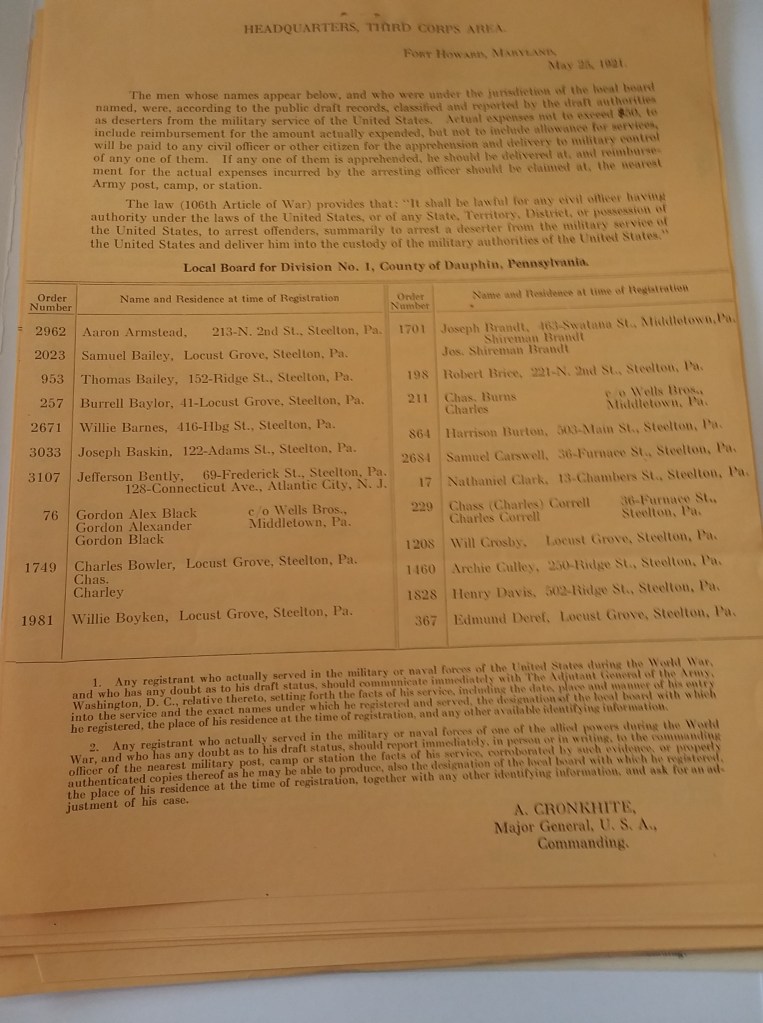 HEADQUARTERS, THIRD CORPS AREA.
FORT HOWARD, MARYLAND,
May 25, 1921.
The men whose names appear below, and who were under the jurisdiction of the local board
named, were, according to the public draft records, classified and reported by the draft authorities
as deserters from the military service of the United States. Actual expenses not to exceed $50, to
include reimbursement for the amount actually expended, but not to include allowance for services,
will be paid to any civil officer or other citizen for the apprehension and delivery to military control
of any one of them. If any one of them is apprehended, he should be delivered at, and reimburse-
ment for the actual expenses incurred by the arresting officer should be claimed at, the nearest
Army post, camp, or station.
The law (106th Article of War) provides that: "It shall be lawful for any civil officer having
authority under the laws of the United States, or of any State, Territory, District, or possession of
the United States, to arrest offenders, summarily to arrest a deserter from the military service of
the United States and deliver him into the custody of the military authorities of the United States."
Local Board for Division No. 1, County of Dauphin, Pennsylvania.
Order
Number
Name and Residence at time of Registration
2962 Aaron Armstead, 213-N. 2nd St., Steelton, Pa.
2023 Samuel Bailey, Locust Grove, Steelton, Pa.
953 Thomas Bailey, 152-Ridge St., Steelton, Pa.
257 Burrell Baylor, 41-Locust Grove, Steelton, Pa.
2671 Willie Barnes, 416-Hbg St., Steelton, Pa.
3033 Joseph Baskin, 122-Adams St., Steelton, Pa.
3107 Jefferson Bently, 69-Frederick St., Steelton, Pa.
128-Connecticut Ave., Atlantic City, N. J.
76 Gordon Alex Black c/o Wells Bros.,
Gordon Alexander Middletown, Pa.
Gordon Black
1749 Charles Bowler, Locust Grove, Steelton, Pa.
Chas.
Charley
1981 Willie Boyken, Locust Grove, Steelton, Pa.
Order
Number
Name and Residence at time of Registration
1701 Joseph Brandt, 463-Swatana St., Middletown, Pa.
Shireman Brandt
Jos. Shireman Brandt
198 Robert Brice, 221-N. 2nd St., Steelton, Pa.
211 Chas. Burns c/o Wells Bros.,
Charles Middletown, Pa.
864 Harrison Burton, 503-Main St., Steelton, Pa.
2684 Samuel Carswell, 36-Furnace St., Steelton, Pa.
17 Nathaniel Clark, 13-Chambers St., Steelton, Pa.
229 Chass (Charles) Correll 36-Furnace St.,
Charles Correll Steelton, Pa.
1208 Will Crosby, Locust Grove, Steelton, Pa.
1460 Archie Culley, 250-Ridge St., Steelton, Pa.
1828 Henry Davis, 502-Ridge St., Steelton, Pa.
367 Edmund Deref, Locust Grove, Steelton, Pa.
1. Any registrant who actually served in the military or naval forces of the United States during the World War,
and who has any doubt as to his draft status, should communicate immediately with The Adjutant General of the Army,
Washington, D. C., relative thereto, setting forth the facts of his service, including the date, place and manner of his entry
into the service and the exact names under which he registered and served, the designation of the local board with which
he registered, the place of his residence at the time of registration, and any other available identifying information.
2. Any registrant who actually served in the military or naval forces of one of the allied powers during the World
War, and who has any doubt as to his draft status, should report immediately, in person or in writing, to the commanding
officer of the nearest military post, camp or station the facts of his service, corroborated by such evidence, or properly
authenticated copies thereof as he may be able to produce, also the designation of the local board with which he registered,
the place of his residence at the time of registration, together with any other identifying information, and ask for an ad-
justment of his case.
A. CRONKHITE,
Major General, U. S. A.,
Commanding.